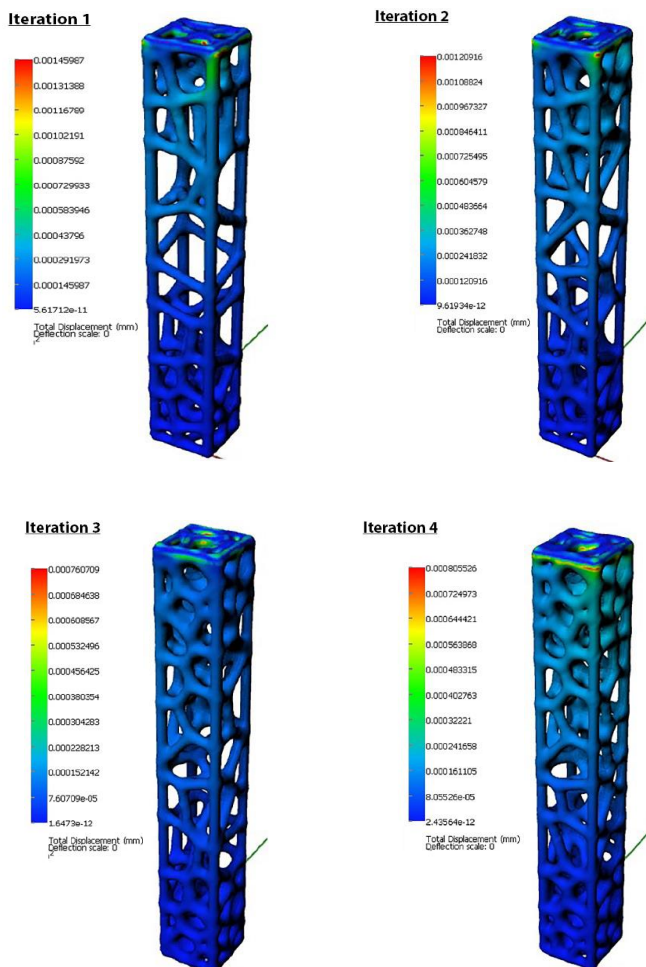 Iteration 1
0.00145987
0.00131388
0.00116789
0.00102191
0.00087592
0.000729933
0.000583946
0.00043796
0.000291973
0.000145987
5.61712e-11
Total Displacement (mm)
Deflection scale: 0
Iteration 2
0.00120916
0.00108824
0.000967327
0.000846411
0.000725495
0.000604579
0.000483664
0.000362748
0.000241832
0.000120916
9.61934e-12
Total Displacement (mm)
Deflection scale: 0
Iteration 3
0.000760709
0.000684638
0.000608567
0.000532496
0.000456425
0.000380354
0.000304283
0.000228213
0.000152142
7.60709e-05
1.6473e-12
Total Displacement (mm)
Deflection scale: 0
Iteration 4
0.000805526
0.000724973
0.000644421
0.000563868
0.000483315
0.000402763
0.00032221
0.000241658
0.000161105
8.05526e-05
2.43564e-12
Total Displacement (mm)
Deflection scale: 0